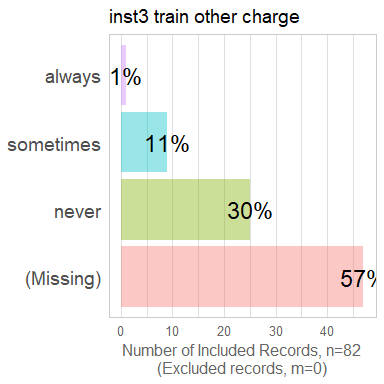 inst3 train other charge
always 1%
sometimes 11%
never 30%
(Missing) 57%
0 10 20 30 40
Number of Included Records, n=82
(Excluded records, m=0)